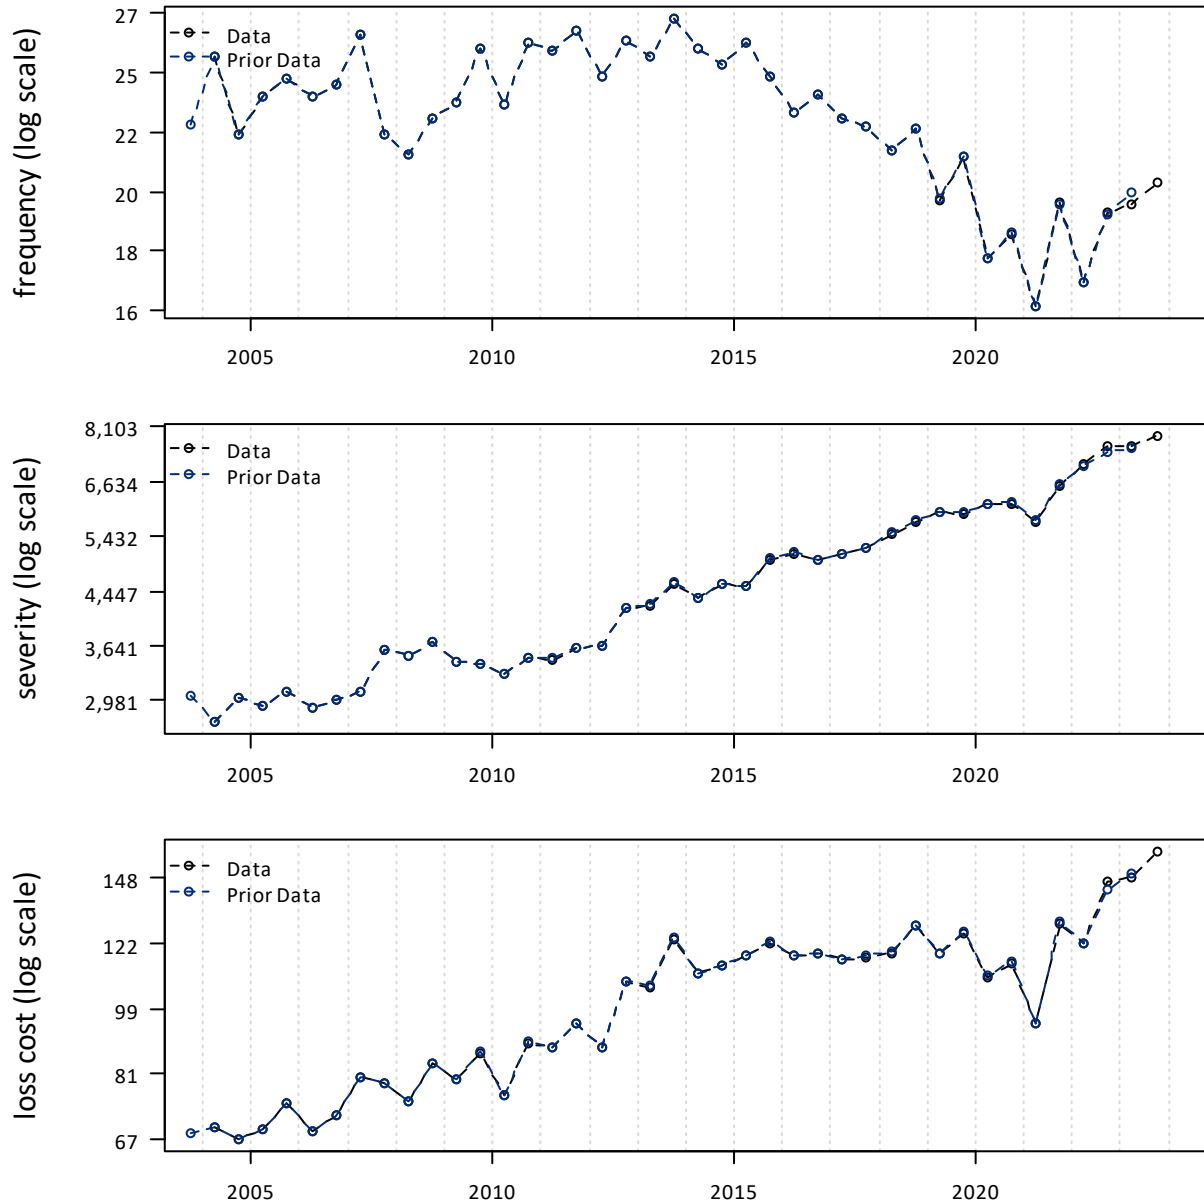 frequency (log scale)
27
25
22
20
18
16
Data
Prior Data
2005 2010 2015 2020
severity (log scale)
8,103
6,634
5,432
4,447
3,641
2,981
Data
Prior Data
2005 2010 2015 2020
loss cost (log scale)
148
122
99
81
67
Data
Prior Data
2005 2010 2015 2020